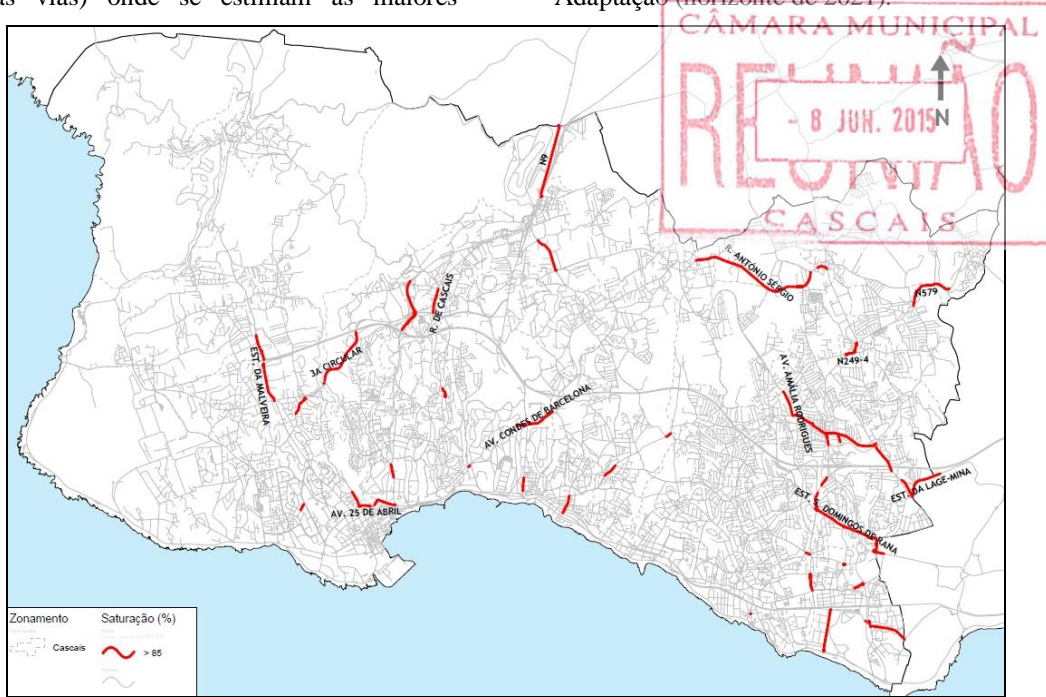 as vias) onde se estimam as maiores
Adaptação (horizonte de 2021).
CÂMARA MUNICIPAL
REUNIÃO
- 8 JUN. 2015
CASCAIS
N
N9
R. ANTÓNIO SÉRGIO
N579
R. DE CASCAIS
N249-4
EST. DA MALVEIRA
3A CIRCULAR
AV. AMÁLIA RODRIGUES
AV. CONDES DE BARCELONA
EST. DA LAGE-MINA
AV. 25 DE ABRIL
EST. S. DOMINGOS DE RANA
Zonamento
Saturação (%)
Cascais
> 85